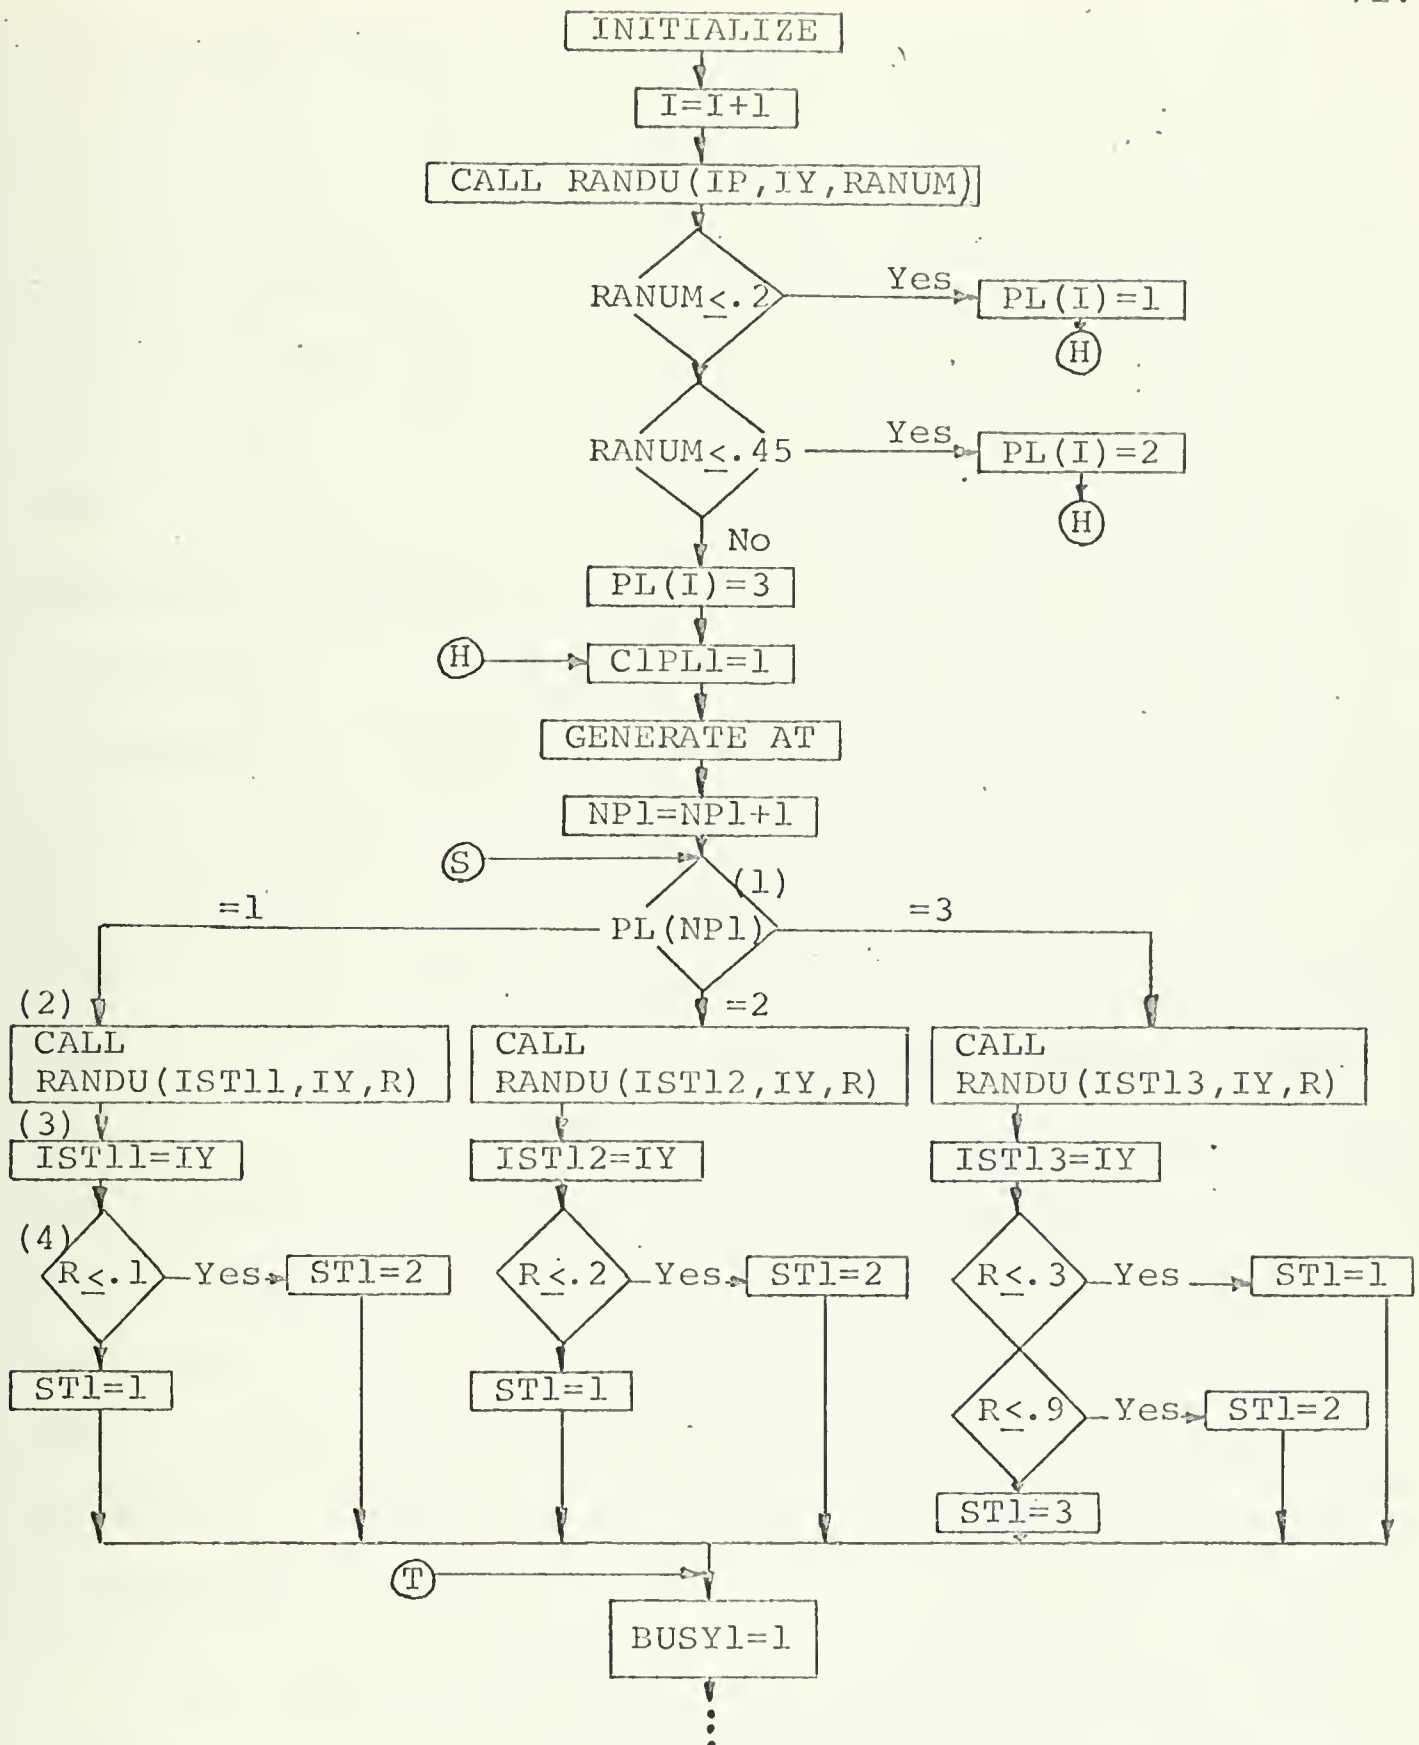 INITIALIZE
I=I+1
CALL RANDU(IP,IY,RANUM)
RANUM≤.2
Yes
PL(I)=1
H
RANUM≤.45
Yes
PL(I)=2
H
No
PL(I)=3
H
C1PL1=1
GENERATE AT
NP1=NP1+1
S
(1)
=1
PL(NP1)
=3
(2)
=2
CALL
RANDU(IST11,IY,R)
CALL
RANDU(IST12,IY,R)
CALL
RANDU(IST13,IY,R)
(3)
IST11=IY
IST12=IY
IST13=IY
(4)
R≤.1
Yes
ST1=2
R≤.2
Yes
ST1=2
R≤.3
Yes
ST1=1
ST1=1
ST1=1
R≤.9
Yes
ST1=2
ST1=3
T
BUSY1=1